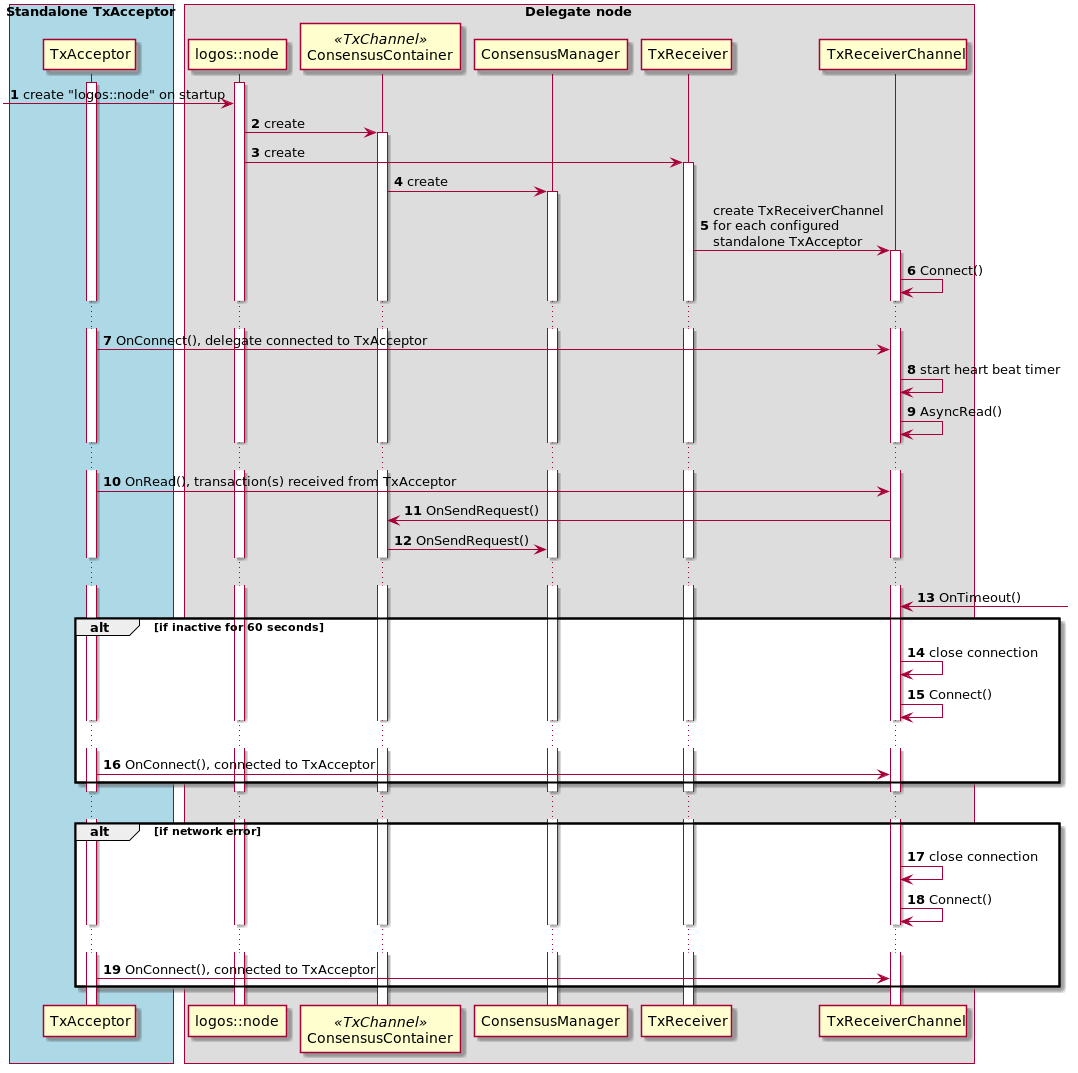 Standalone TxAcceptor
Delegate node
TxAcceptor
logos::node
«TxChannel»
ConsensusContainer
ConsensusManager
TxReceiver
TxReceiverChannel
1 create "logos::node" on startup
2 create
3 create
4 create
create TxReceiverChannel
5 for each configured
standalone TxAcceptor
6 Connect()
7 OnConnect(), delegate connected to TxAcceptor
8 start heart beat timer
9 AsyncRead()
10 OnRead(), transaction(s) received from TxAcceptor
11 OnSendRequest()
12 OnSendRequest()
13 OnTimeout()
alt [if inactive for 60 seconds]
14 close connection
15 Connect()
16 OnConnect(), connected to TxAcceptor
alt [if network error]
17 close connection
18 Connect()
19 OnConnect(), connected to TxAcceptor
TxAcceptor
logos::node
«TxChannel»
ConsensusContainer
ConsensusManager
TxReceiver
TxReceiverChannel